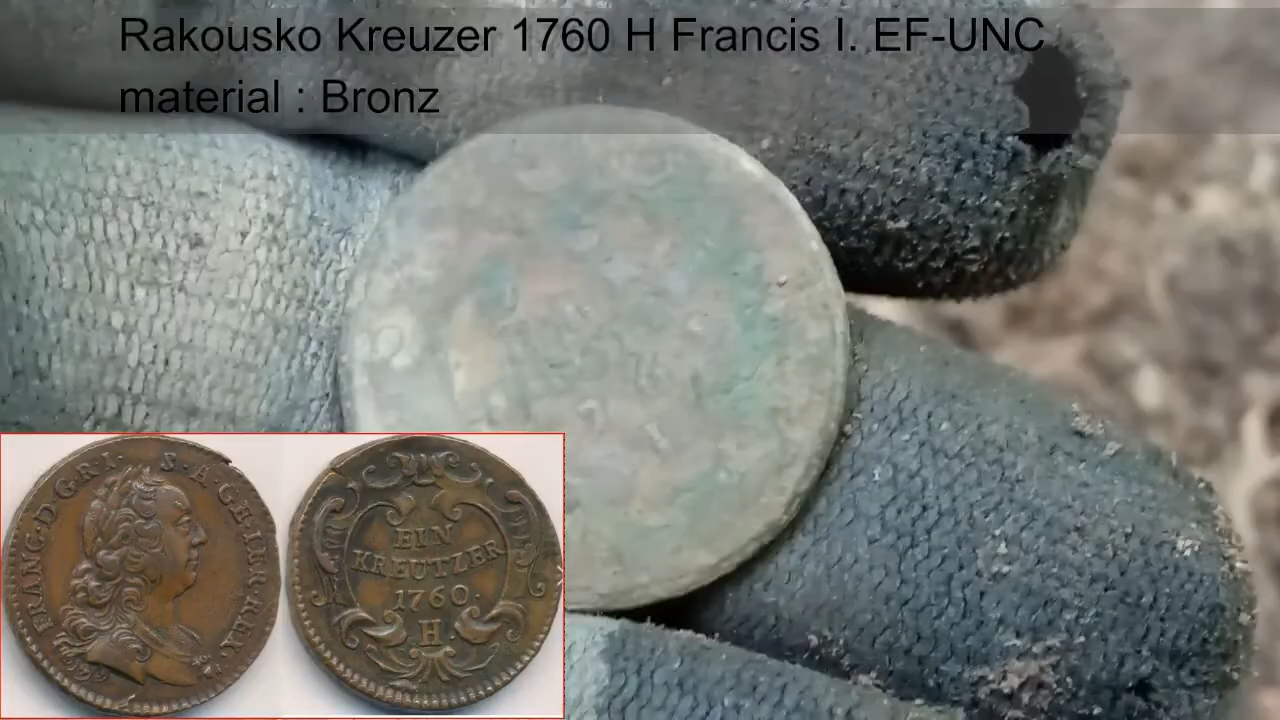 Rakousko Kreuzer 1760 H Francis I. EF-UNC
material : Bronz
FRANC·D·G·R·I· S·A·GE·IER·REX·
EIN
KREUTZER
1760·
H